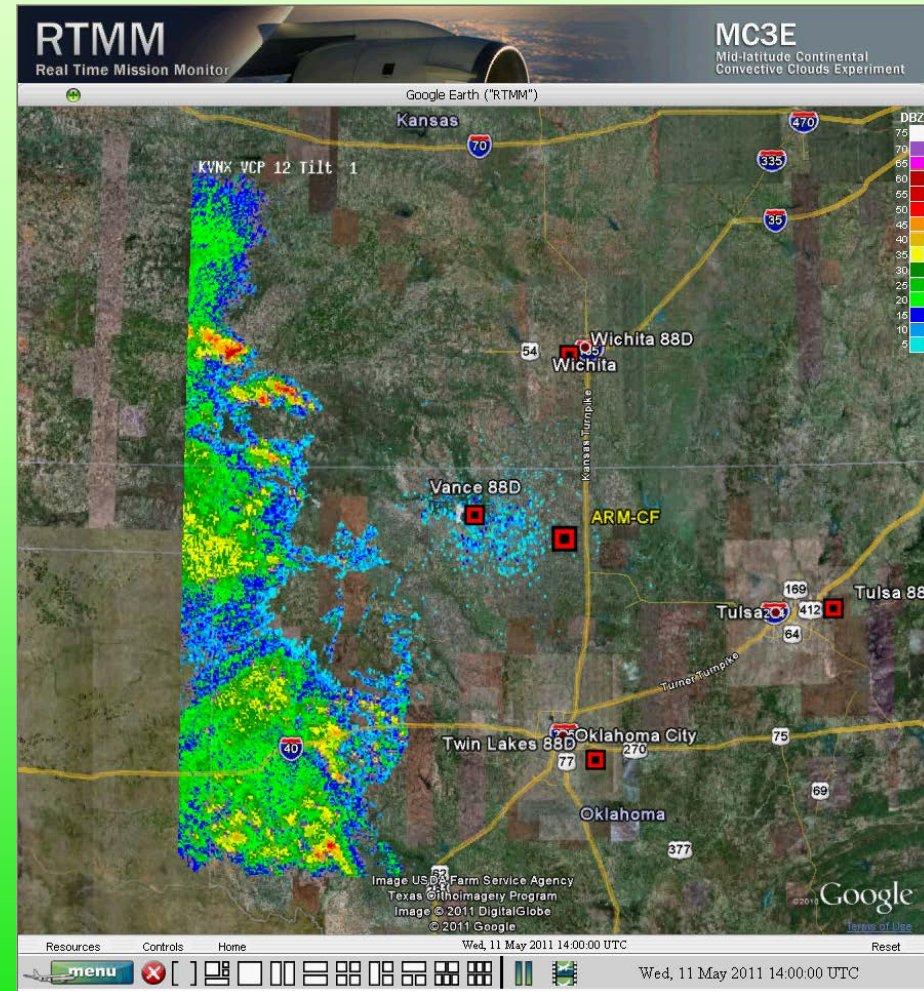 RTMM
Real Time Mission Monitor
MC3E
Mid-latitude Continental
Convective Clouds Experiment
Google Earth ("RTMM")
Kansas
470
DBZ
75
70
65
60
55
50
45
40
35
30
25
20
15
10
5
70
335
KVNX VCP 12 Tilt 1
35
Wichita 88D
54
Wichita
Kansas Turnpike
Vance 88D
ARM-CF
169
Tulsa 88
Tulsa
412
64
Turner Turnpike
Twin Lakes 88D
Oklahoma City
40
77
270
75
69
Oklahoma
377
62
Image USDA Farm Service Agency
Texas Orthoimagery Program
Image © 2011 DigitalGlobe
© 2011 Google
©2010 Google
Terms of Use
Resources Controls Home Wed, 11 May 2011 14:00:00 UTC Reset
menu Wed, 11 May 2011 14:00:00 UTC